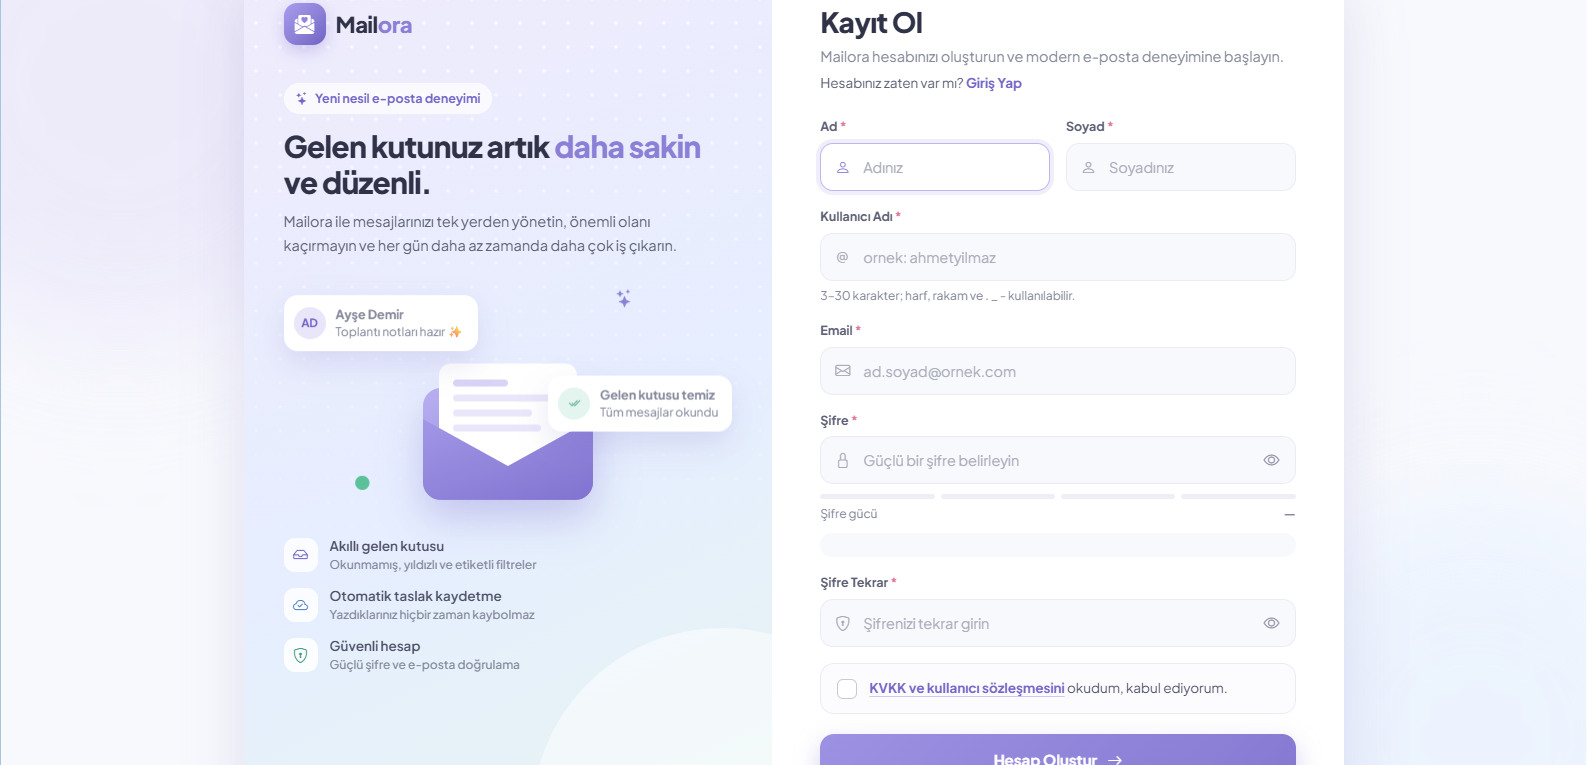 Mailora
Yeni nesil e-posta deneyimi
Gelen kutunuz artık daha sakin
ve düzenli.
Mailora ile mesajlarınızı tek yerden yönetin, önemli olanı
kaçırmayın ve her gün daha az zamanda daha çok iş çıkarın.
AD
Ayşe Demir
Toplantı notları hazır ✨
Gelen kutusu temiz
Tüm mesajlar okundu
Akıllı gelen kutusu
Okunmamış, yıldızlı ve etiketli filtreler
Otomatik taslak kaydetme
Yazdıklarınız hiçbir zaman kaybolmaz
Güvenli hesap
Güçlü şifre ve e-posta doğrulama
Kayıt Ol
Mailora hesabınızı oluşturun ve modern e-posta deneyimine başlayın.
Hesabınız zaten var mı? Giriş Yap
Ad *
Adınız
Soyad *
Soyadınız
Kullanıcı Adı *
@ ornek: ahmetyilmaz
3–30 karakter; harf, rakam ve . _ - kullanılabilir.
Email *
ad.soyad@ornek.com
Şifre *
Güçlü bir şifre belirleyin
Şifre gücü —
Şifre Tekrar *
Şifrenizi tekrar girin
KVKK ve kullanıcı sözleşmesini okudum, kabul ediyorum.
Hesap Oluştur →